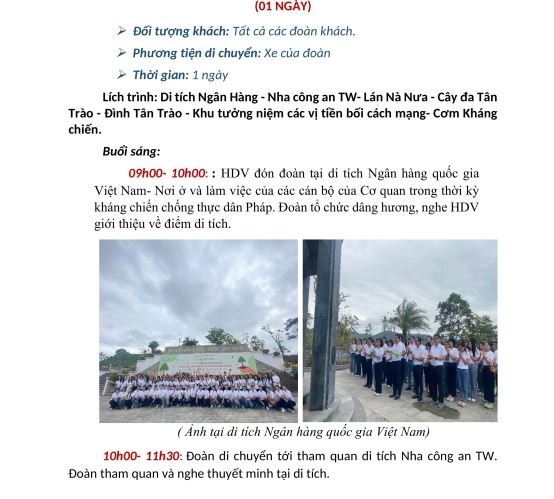 (01 NGÀY)
➢ Đối tượng khách: Tất cả các đoàn khách.
➢ Phương tiện di chuyển: Xe của đoàn
➢ Thời gian: 1 ngày
Lích trình: Di tích Ngân Hàng - Nha công an TW- Lán Nà Nưa - Cây đa Tân
Trào - Đình Tân Trào - Khu tưởng niệm các vị tiền bối cách mạng- Cơm Kháng
chiến.
Buổi sáng:
09h00- 10h00: : HDV đón đoàn tại di tích Ngân hàng quốc gia
Việt Nam- Nơi ở và làm việc của các cán bộ của Cơ quan trong thời kỳ
kháng chiến chống thực dân Pháp. Đoàn tổ chức dâng hương, nghe HDV
giới thiệu về điểm di tích.
( Ảnh tại di tích Ngân hàng quốc gia Việt Nam)
10h00- 11h30: Đoàn di chuyển tới tham quan di tích Nha công an TW.
Đoàn tham quan và nghe thuyết minh tại di tích.